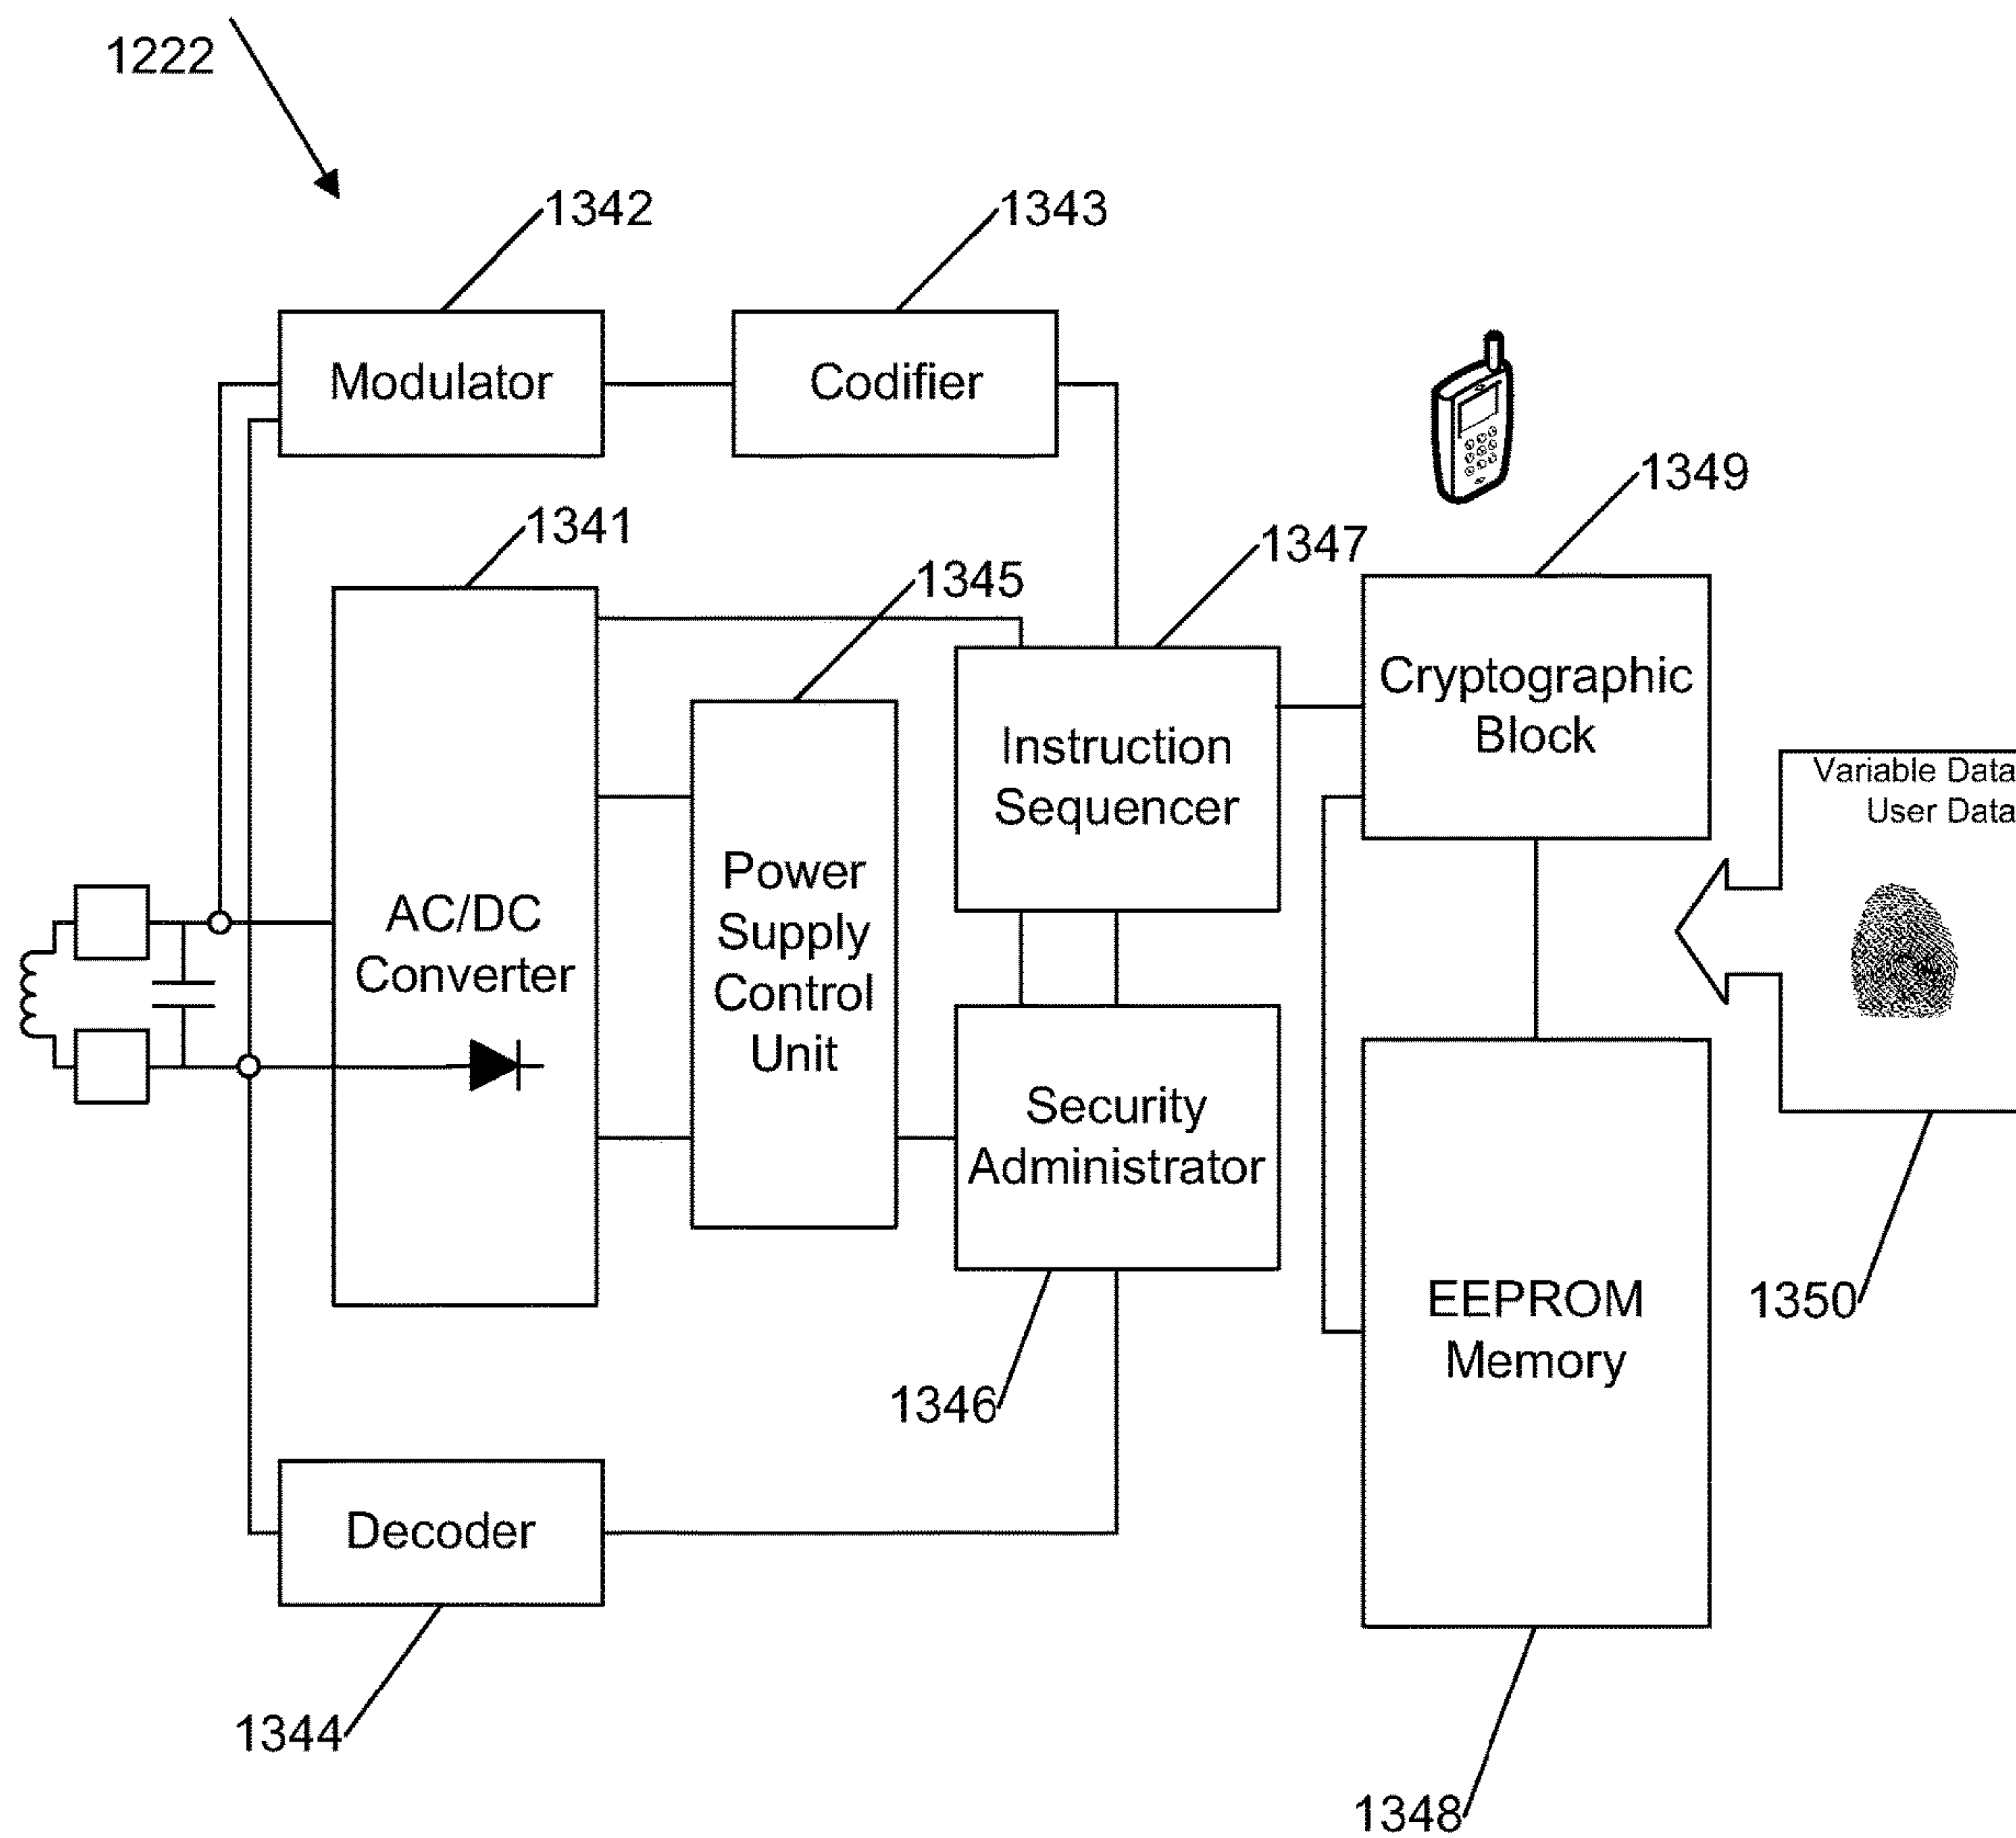 1222
1342
1343
Modulator
Codifier
1349
1341
1347
1345
Cryptographic
Block
Instruction
Sequencer
Variable Data
User Data
Power
Supply
Control
Unit
AC/DC
Converter
Security
Administrator
EEPROM
Memory
1350
1346
Decoder
1344
1348